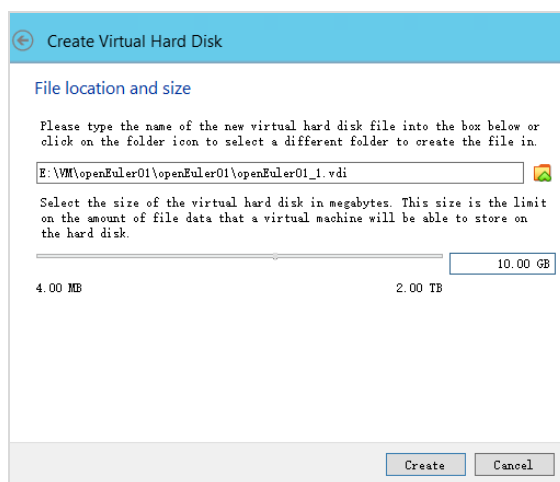 Create Virtual Hard Disk
File location and size
Please type the name of the new virtual hard disk file into the box below or
click on the folder icon to select a different folder to create the file in.
E:\VM\openEuler01\openEuler01\openEuler01_1.vdi
Select the size of the virtual hard disk in megabytes. This size is the limit
on the amount of file data that a virtual machine will be able to store on
the hard disk.
10.00 GB
4.00 MB 2.00 TB
Create Cancel